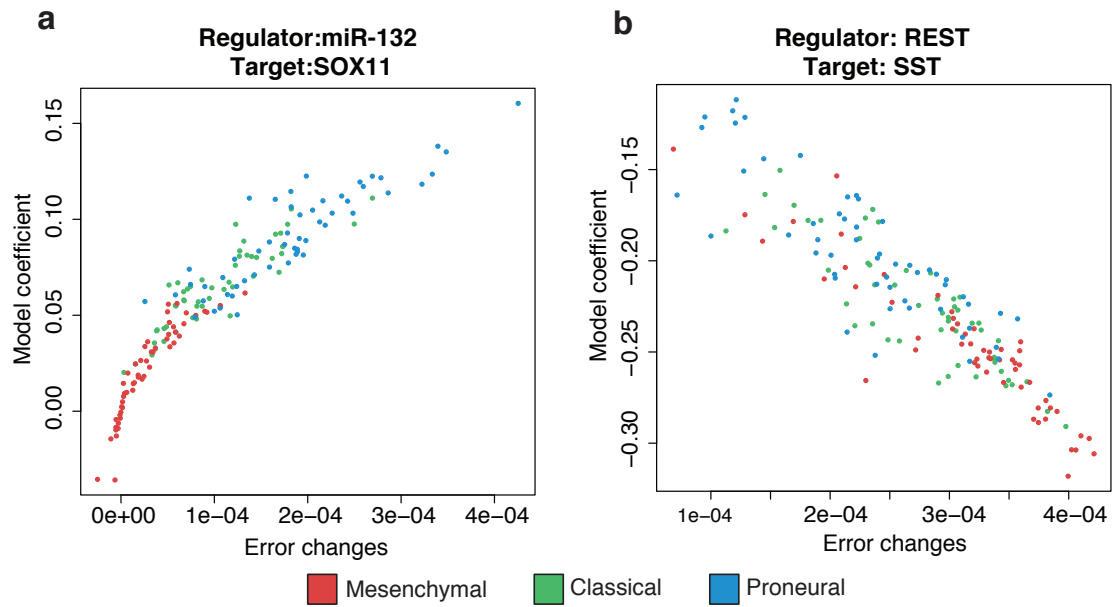 a
Regulator:miR-132
Target:SOX11
Model coefficient
0.15
0.10
0.05
0.00
0e+00 1e−04 2e−04 3e−04 4e−04
Error changes
b
Regulator: REST
Target: SST
Model coefficient
−0.15
−0.20
−0.25
−0.30
1e−04 2e−04 3e−04 4e−04
Error changes
Mesenchymal Classical Proneural